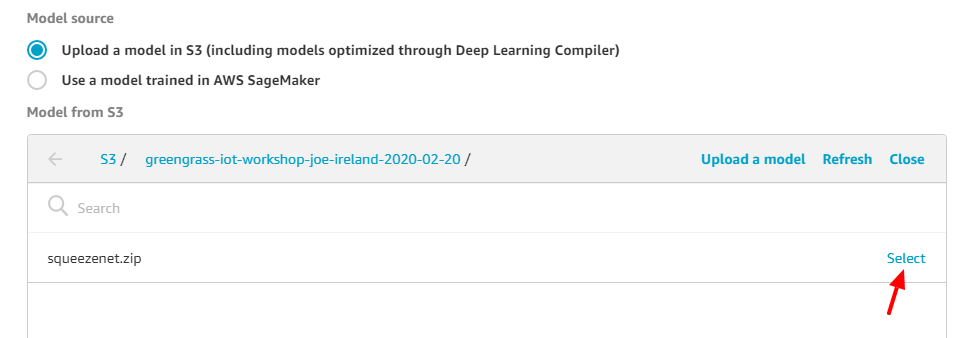 Model source
Upload a model in S3 (including models optimized through Deep Learning Compiler)
Use a model trained in AWS SageMaker
Model from S3
S3 / greengrass-iot-workshop-joe-ireland-2020-02-20 / Upload a model Refresh Close
Search
squeezenet.zip Select